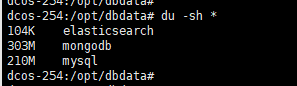 dcos-254:/opt/dbdata#
dcos-254:/opt/dbdata# du -sh *
104K elasticsearch
303M mongodb
210M mysql
dcos-254:/opt/dbdata#